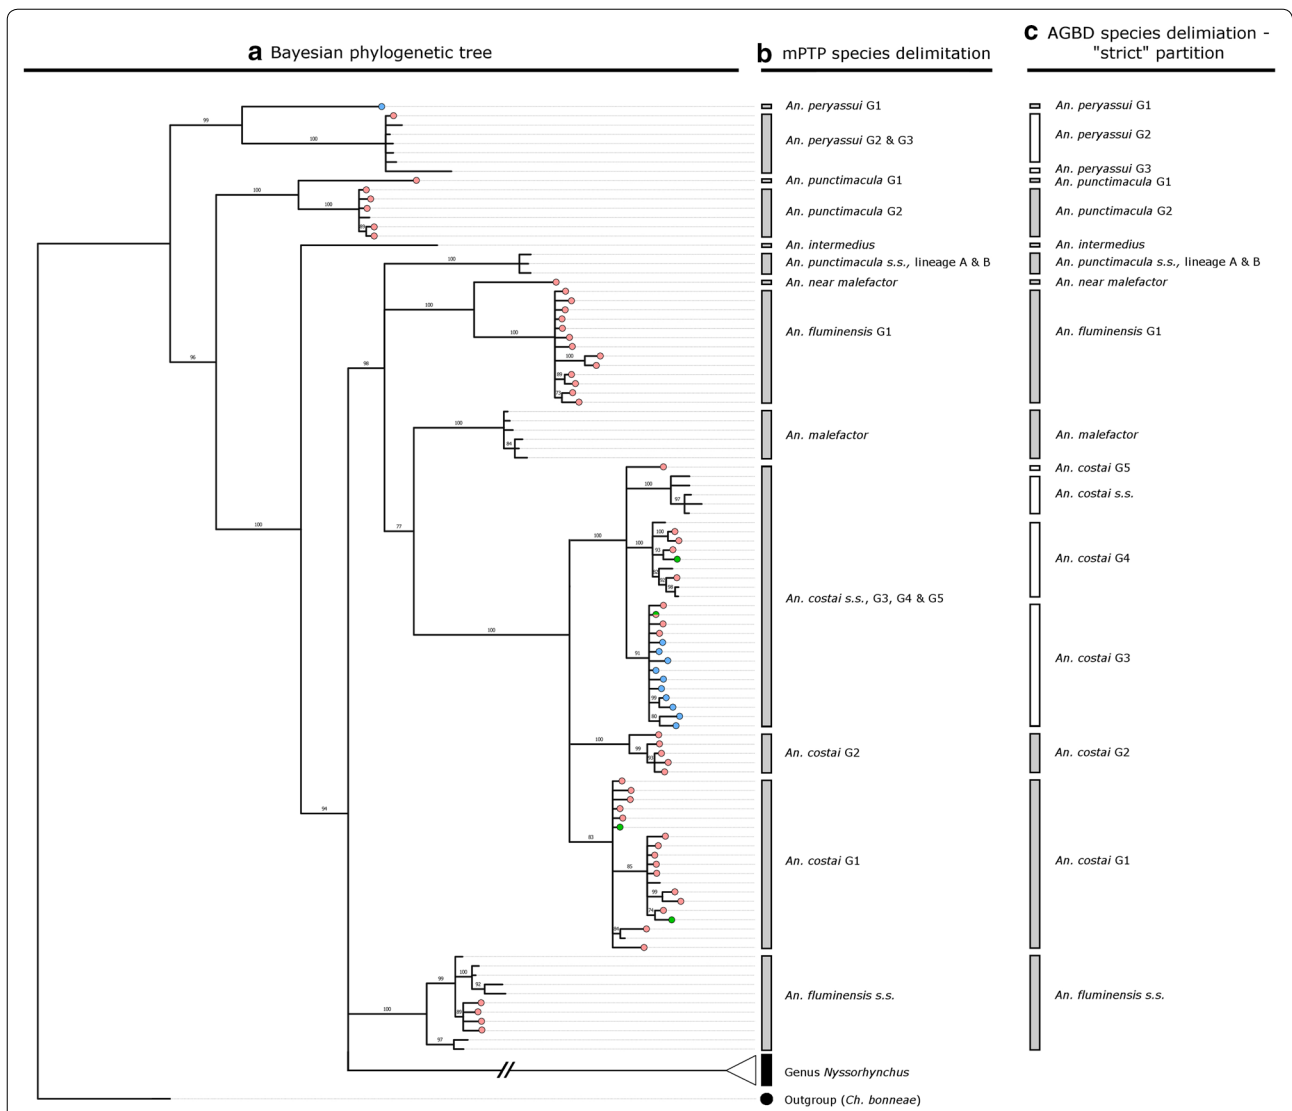 a Bayesian phylogenetic tree
b mPTP species delimitation
c AGBD species delimiation -
"strict" partition
An. peryassui G1
An. peryassui G2 & G3
An. punctimacula G1
An. punctimacula G2
An. intermedius
An. punctimacula s.s., lineage A & B
An. near malefactor
An. fluminensis G1
An. malefactor
An. costai s.s., G3, G4 & G5
An. costai G2
An. costai G1
An. fluminensis s.s.
Genus Nyssorhynchus
Outgroup (Ch. bonneae)
An. peryassui G1
An. peryassui G2
An. peryassui G3
An. punctimacula G1
An. punctimacula G2
An. intermedius
An. punctimacula s.s., lineage A & B
An. near malefactor
An. fluminensis G1
An. malefactor
An. costai G5
An. costai s.s.
An. costai G4
An. costai G3
An. costai G2
An. costai G1
An. fluminensis s.s.
99
100
100
100
96
100
100
100
100
98
100
100
84
77
100
97
100
100
100
100
91
99
80
100
99
94
83
85
99
74
99
100
92
100
97